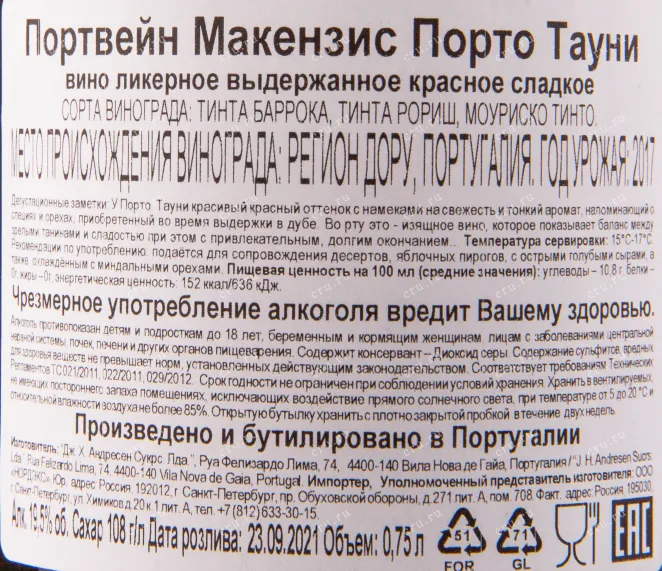 Портвейн Макензис Порто Тауни
вино ликерное выдержанное красное сладкое
СОРТА ВИНОГРАДА: ТИНТА БАРРОКА, ТИНТА РОРИШ, МОУРИСКО ТИНТО.
МЕСТО ПРОИСХОЖДЕНИЯ ВИНОГРАДА: РЕГИОН ДОРУ, ПОРТУГАЛИЯ. ГОД УРОЖАЯ: 2017
Дегустационные заметки: У Порто Тауни красивый красный оттенок с намеками на свежесть и тонкий аромат, напоминающий о
специях и орехах, приобретенный во время выдержки в дубе. Во рту это - изящное вино, которое показывает баланс между
зрелыми танинами и сладостью при этом с привлекательным, долгим окончанием... Температура сервировки: 15°C-17°C.
Рекомендации по употреблению: подаётся для сопровождения десертов, яблочных пирогов, с острыми голубыми сырами, а
также, охлаждённым с миндальными орехами. Пищевая ценность на 100 мл (средние значения): углеводы – 10,8 г, белки –
0г, жиры –0г, энергетическая ценность: 152 ккал/636 кДж.
Чрезмерное употребление алкоголя вредит Вашему здоровью.
Алкоголь противопоказан детям и подросткам до 18 лет, беременным и кормящим женщинам, лицам с заболеваниями центральной
нервной системы, почек, печени и других органов пищеварения. Содержит консервант–Диоксид серы. Содержание сульфитов, вредных
для здоровья веществ не превышает норм, установленных действующим законодательством. Соответствует требованиям Технических
Регламентов ТС 021/2011, 022/2011, 029/2012. Срок годности не ограничен при соблюдении условий хранения. Хранить в вентилируемых,
не имеющих постороннего запаха помещениях, исключающих воздействие прямого солнечного света, при температуре от 5 до 20 °С и
относительной влажности воздуха не более 85%. Открытую бутылку хранить с плотно закрытой пробкой в течение двух недель.
Произведено и бутилировано в Португалии
Изготовитель: "Дж. Х. Андресен Сукрс. Лда.", Руа Фелизардо Лима, 74, 4400-140 Вила Нова де Гайа, Португалия / "J. H. Andresen Sucrs.
Lda." Rua Felizardo Lima, 74, 4400-140 Vila Nova de Gaia, Portugal. Импортер, Уполномоченный представитель изготовителя: ООО
«НОРДЭКС» Юр. адрес: Россия, 192012, г. Санкт-Петербург, пр. Обуховской обороны, д.271 лит. А, пом. 708 Факт. адрес: Россия, 195030,
г. Санкт-Петербург, ул. Химиков д. 20 к.1 лит. А, тел. +7 (812) 633-30-15.
Алк. 19,5% об. Сахар 108 г/л Дата розлива: 23.09.2021 Объем: 0,75 л
51
FOR
71
GL
EAC
cru.ru